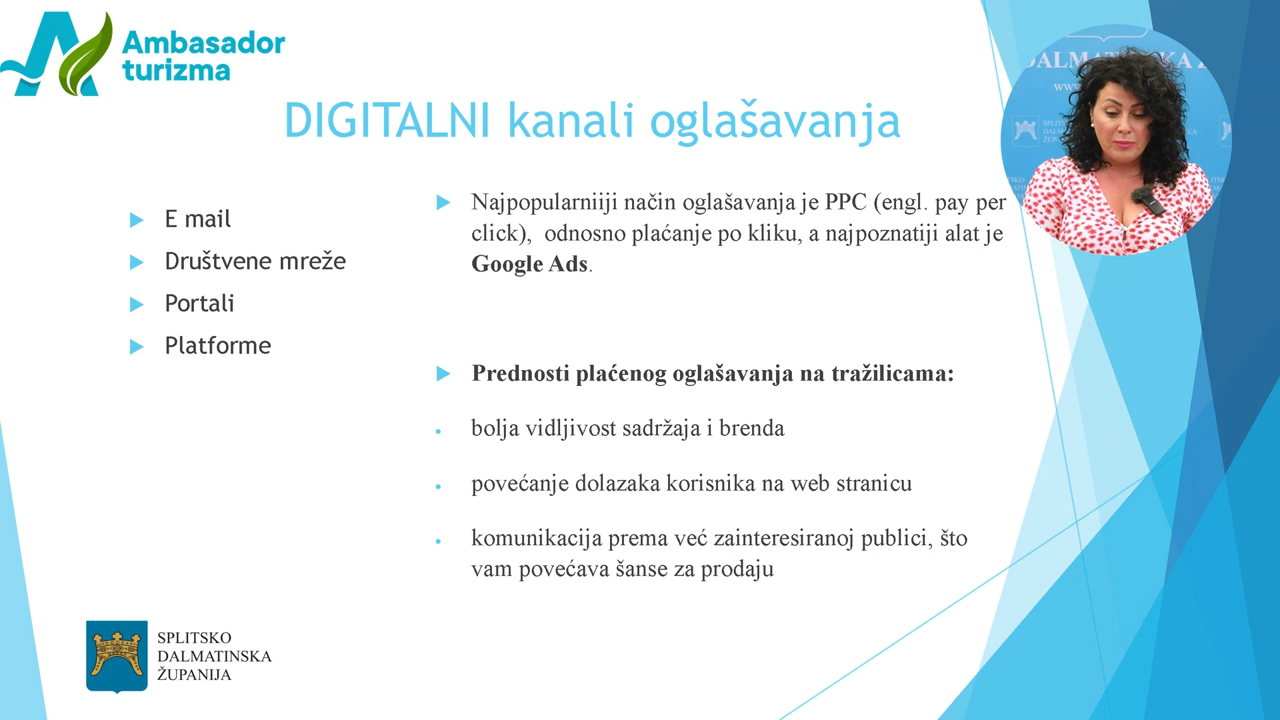 Ambasador
turizma
DIGITALNI kanali oglašavanja
E mail
Društvene mreže
Portali
Platforme
Najpopularniiji način oglašavanja je PPC (engl. pay per
click), odnosno plaćanje po kliku, a najpoznatiji alat je
Google Ads.
Prednosti plaćenog oglašavanja na tražilicama:
bolja vidljivost sadržaja i brenda
povećanje dolazaka korisnika na web stranicu
komunikacija prema već zainteresiranoj publici, što
vam povećava šanse za prodaju
SPLITSKO
DALMATINSKA
ŽUPANIJA
DALMATINSKA